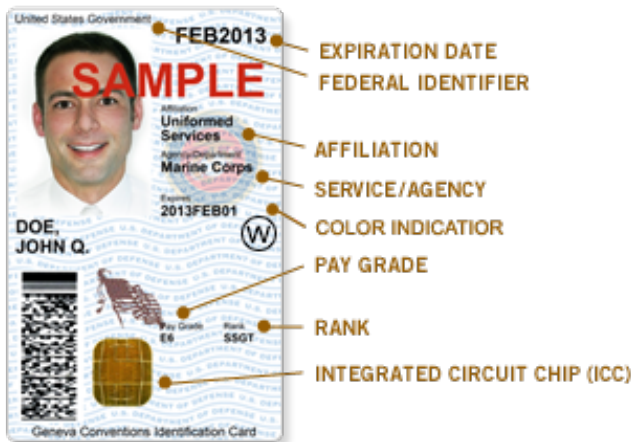 United States Government
FEB2013
SAMPLE
Affiliation
Uniformed
Services
Agency/Department
Marine Corps
Expires
2013FEB01
W
DOE,
JOHN Q.
Pay Grade
E6
Rank
SSGT
Geneva Conventions Identification Card
EXPIRATION DATE
FEDERAL IDENTIFIER
AFFILIATION
SERVICE/AGENCY
COLOR INDICATIOR
PAY GRADE
RANK
INTEGRATED CIRCUIT CHIP (ICC)